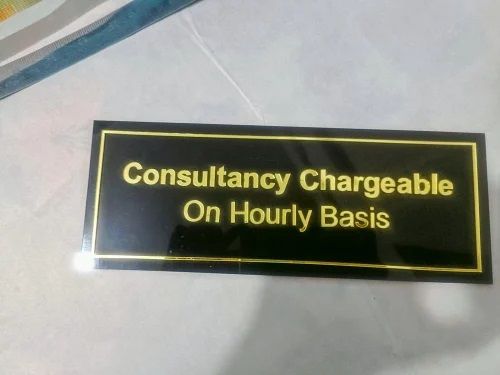 Consultancy Chargeable
On Hourly Basis